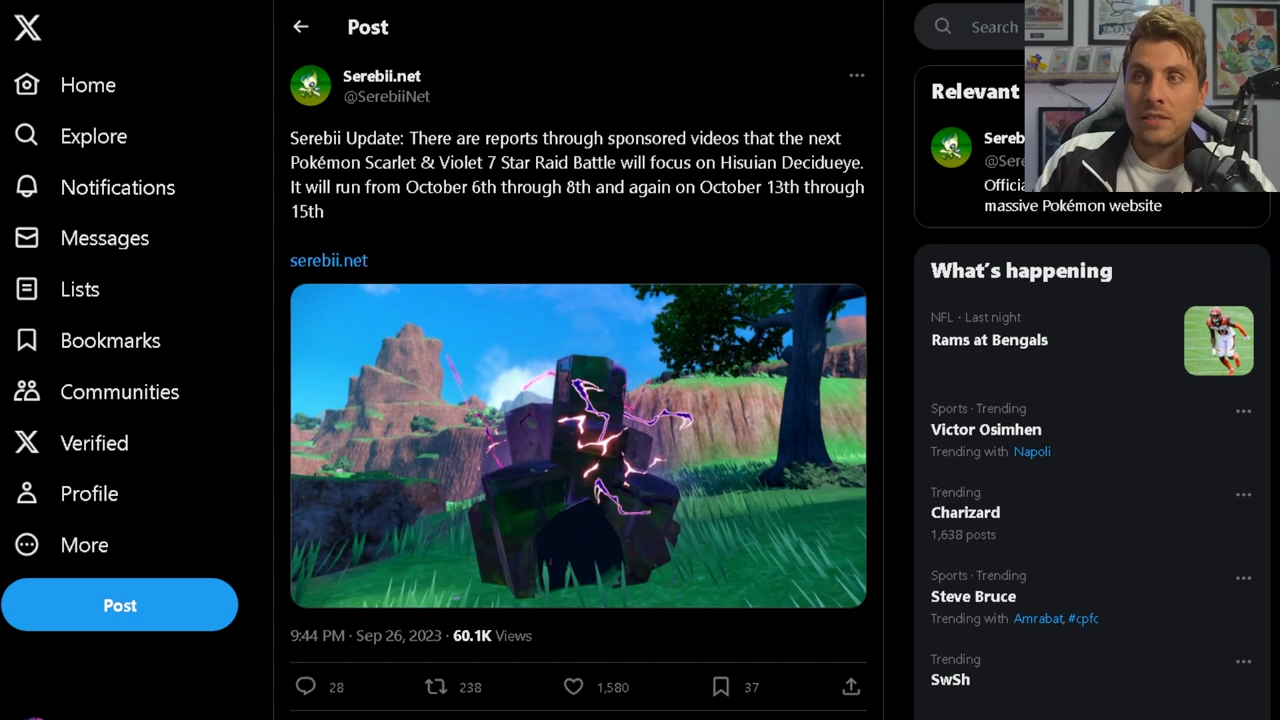 Home
Explore
Notifications
Messages
Lists
Bookmarks
Communities
Verified
Profile
More
Post
Post
Serebii.net
@SerebiiNet
Serebii Update: There are reports through sponsored videos that the next
Pokémon Scarlet & Violet 7 Star Raid Battle will focus on Hisuian Decidueye.
It will run from October 6th through 8th and again on October 13th through
15th
serebii.net
9:44 PM · Sep 26, 2023 · 60.1K Views
28 238 1,580 37
Search
Relevant
massive Pokémon website
What's happening
NFL · Last night
Rams at Bengals
Sports · Trending
Victor Osimhen
Trending with Napoli
Trending
Charizard
1,638 posts
Sports · Trending
Steve Bruce
Trending with Amrabat, #cpfc
Trending
SwSh